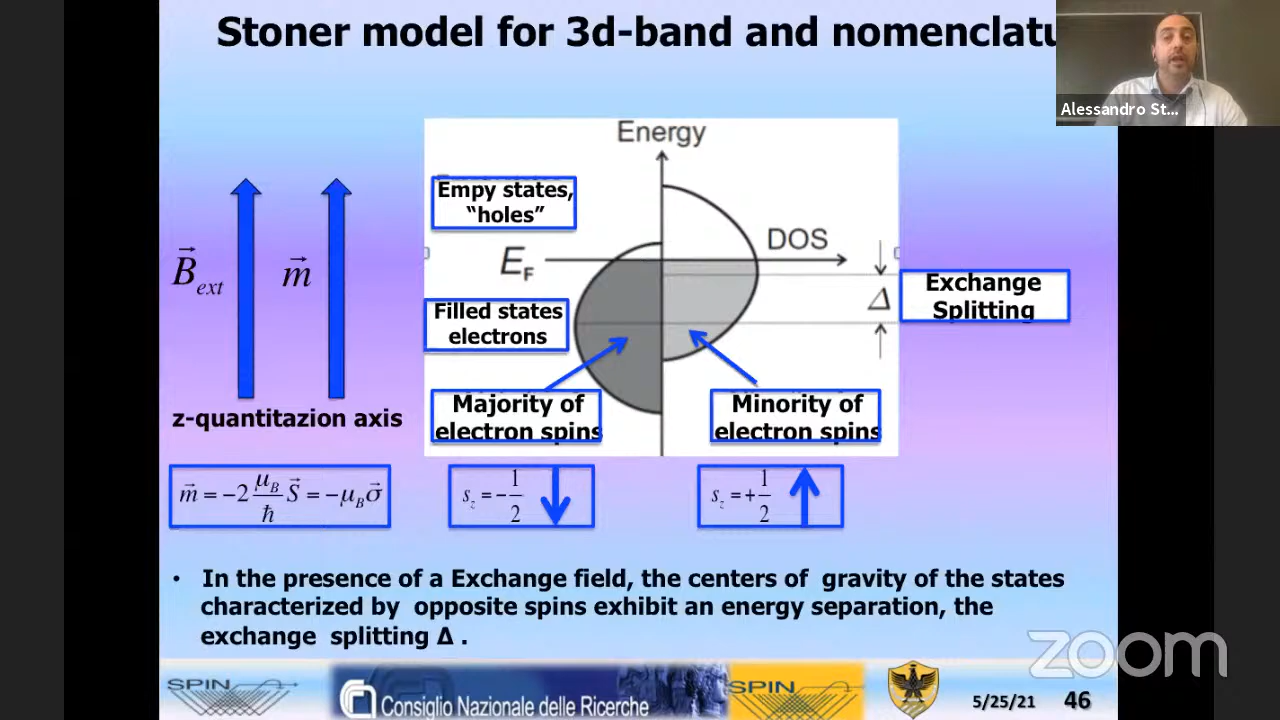 Stoner model for 3d-band and nomenclatu
Alessandro St...
Energy
Empy states,
“holes”
DOS
E_F
B⃗_ext
m⃗
Exchange
Splitting
Δ
Filled states
electrons
Majority of
electron spins
Minority of
electron spins
z-quantitazion axis
m⃗ = −2 μ_B/ħ S⃗ = −μ_B σ⃗
s_z = − 1/2
s_z = + 1/2
• In the presence of a Exchange field, the centers of gravity of the states
characterized by opposite spins exhibit an energy separation, the
exchange splitting Δ .
zoom
SPIN
Consiglio Nazionale delle Ricerche
SPIN
5/25/21
46